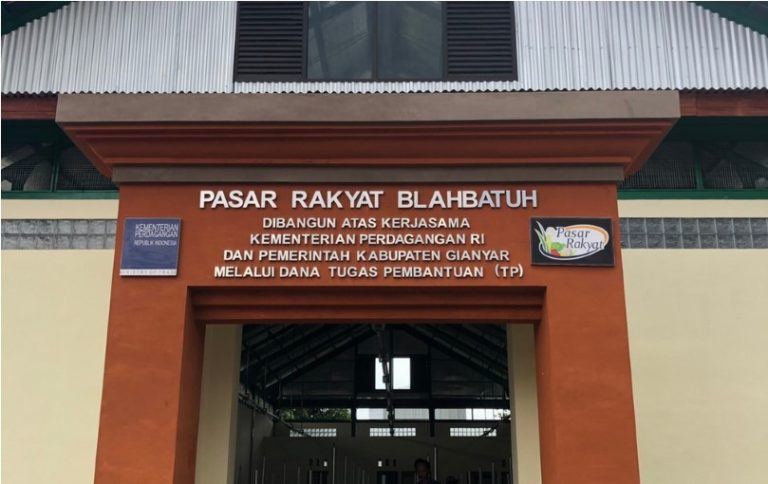 PASAR RAKYAT BLAHBATUH
DIBANGUN ATAS KERJASAMA
KEMENTERIAN PERDAGANGAN RI
DAN PEMERINTAH KABUPATEN GIANYAR
MELALUI DANA TUGAS PEMBANTUAN (TP)
KEMENTERIAN
PERDAGANGAN
REPUBLIK INDONESIA
Pasar
Rakyat